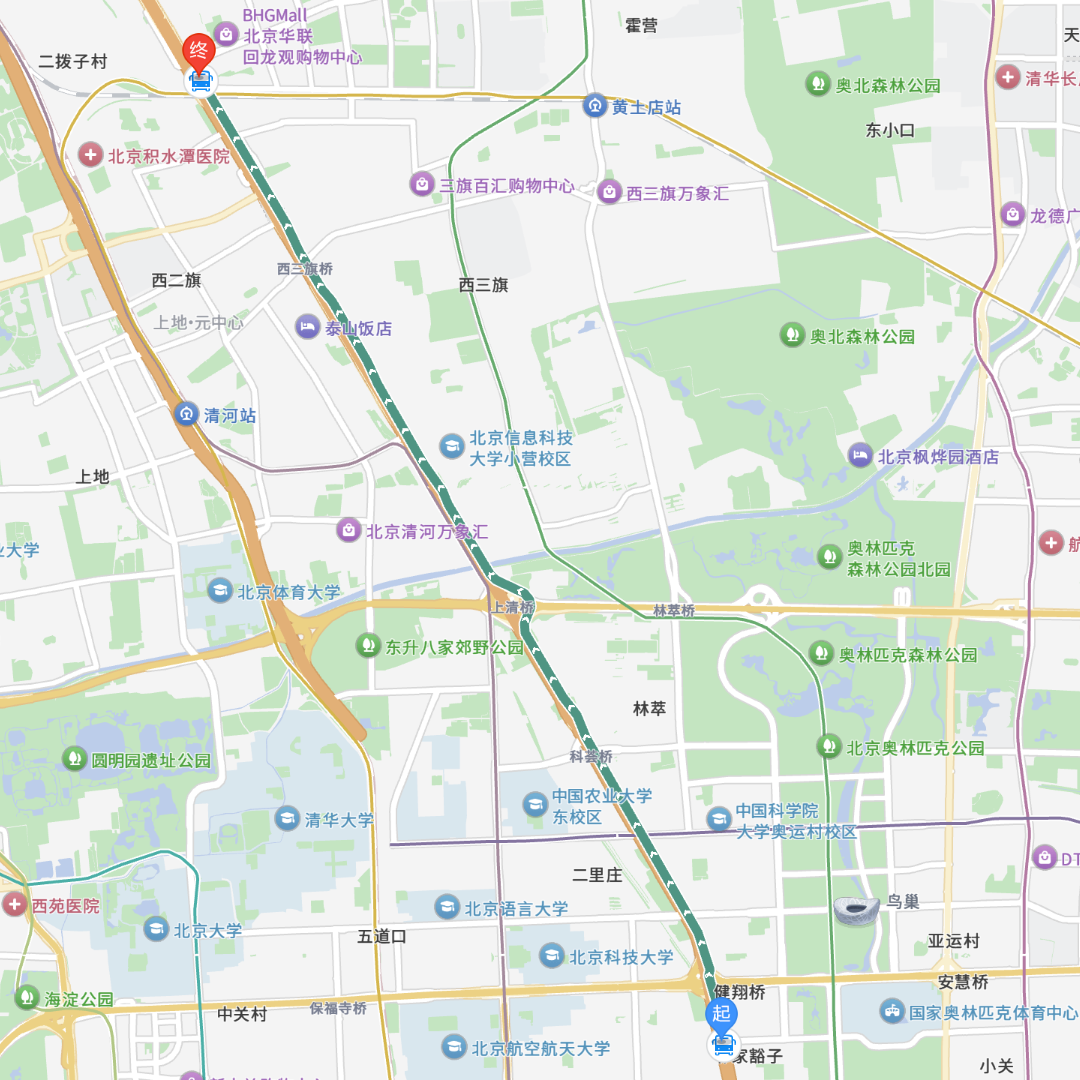 BHGMall
北京华联
回龙观购物中心
霍营
二拨子村
终
奥北森林公园
清华长
黄土店站
东小口
北京积水潭医院
三旗百汇购物中心
西三旗万象汇
龙德广
西三旗桥
西二旗
西三旗
上地·元中心
泰山饭店
奥北森林公园
清河站
北京信息科技
大学小营校区
北京枫烨园酒店
上地
北京清河万象汇
航
业大学
奥林匹克
森林公园北园
北京体育大学
上清桥
林萃桥
东升八家郊野公园
奥林匹克森林公园
林萃
北京奥林匹克公园
科荟桥
圆明园遗址公园
中国农业大学
东校区
中国科学院
大学奥运村校区
清华大学
DT
二里庄
西苑医院
北京语言大学
鸟巢
北京大学
五道口
亚运村
北京科技大学
安慧桥
健翔桥
海淀公园
保福寺桥
中关村
起
国家奥林匹克体育中心
北京航空航天大学
家豁子
小关